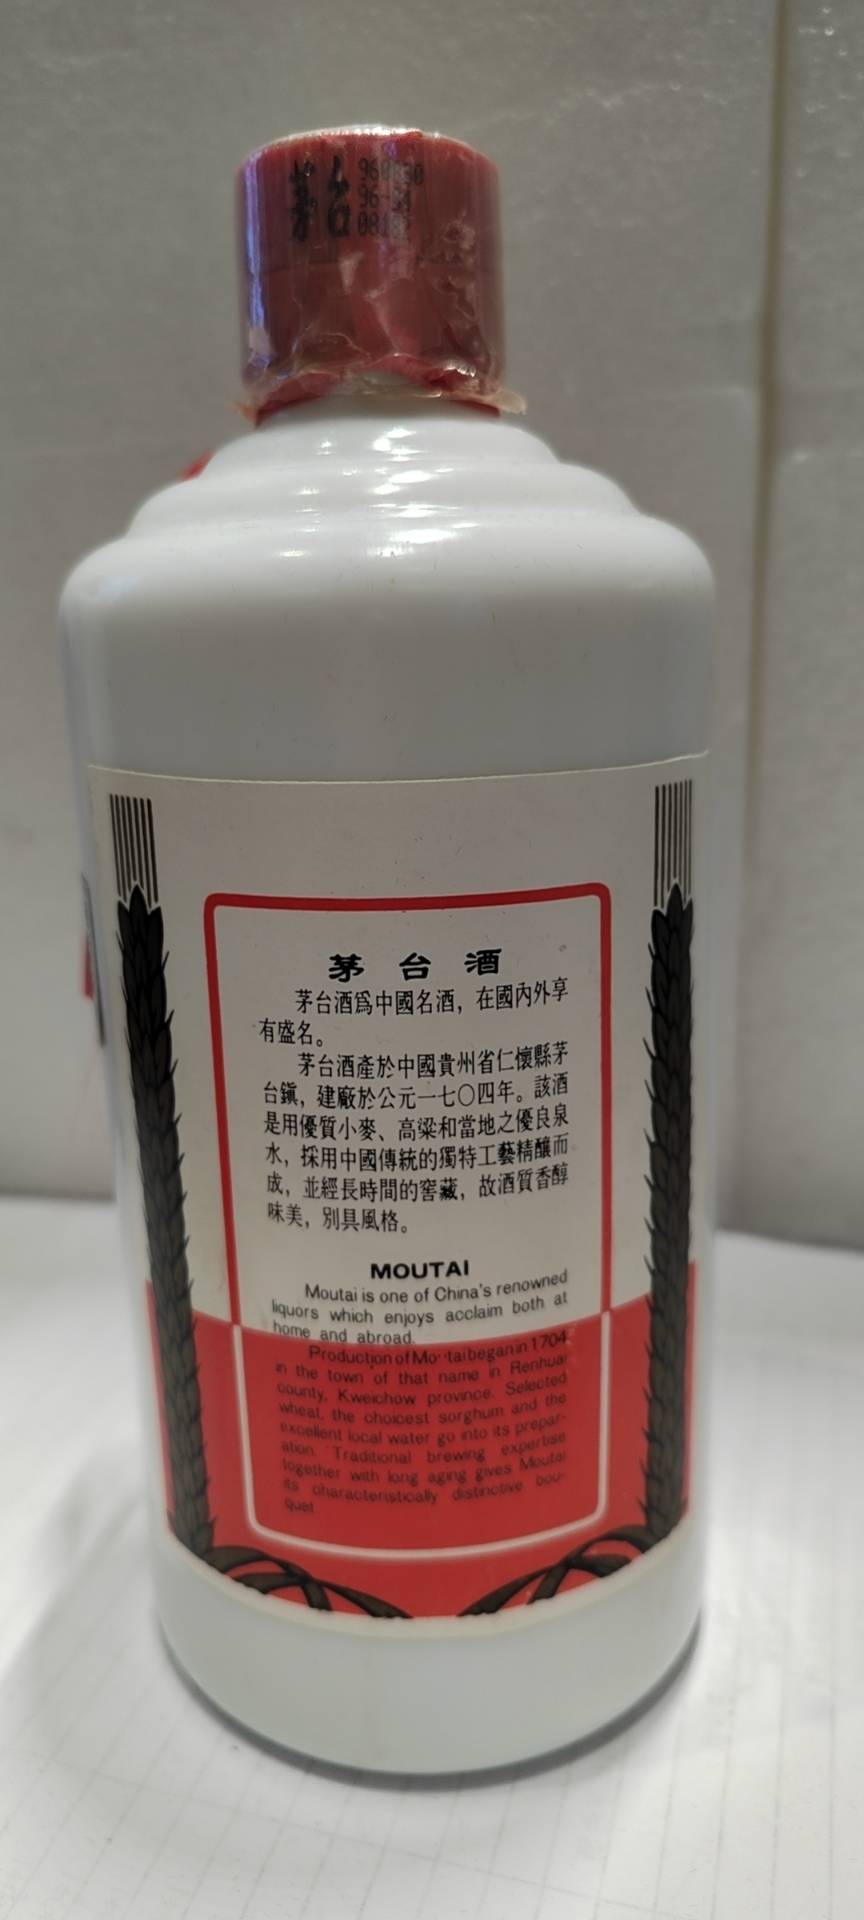 茅台
茅台酒
茅台酒爲中國名酒，在國内外享
有盛名。
茅台酒產於中國貴州省仁懷縣茅
台鎮，建廠於公元一七〇四年。該酒
是用優質小麥、高粱和當地之優良泉
水，採用中國傳統的獨特工藝精釀而
成，並經長時間的窖藏，故酒質香醇
味美，別具風格。
MOUTAI
Moutai is one of China's renowned
liquors which enjoys acclaim both at
home and abroad.
Production of Moutai began in 1704
in the town of that name in Renhuai
county, Kweichow province. Selected
wheat, the choicest sorghum and the
excellent local water go into its prepar-
ation. Traditional brewing expertise
together with long aging gives Moutai
its characteristically distinctive bou-
quet.